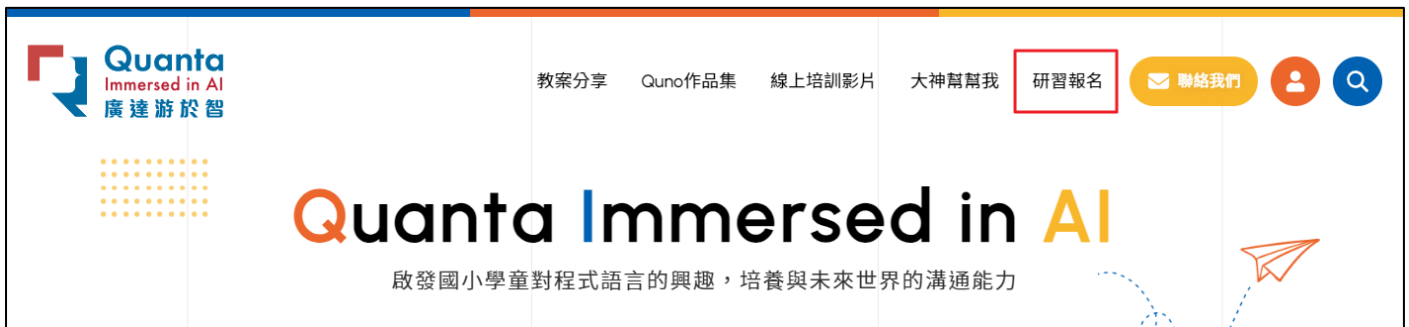 Quanta
Immersed in AI
廣達游於智
教案分享 Quno作品集 線上培訓影片 大神幫幫我 研習報名 聯絡我們
Quanta Immersed in AI
啟發國小學童對程式語言的興趣，培養與未來世界的溝通能力